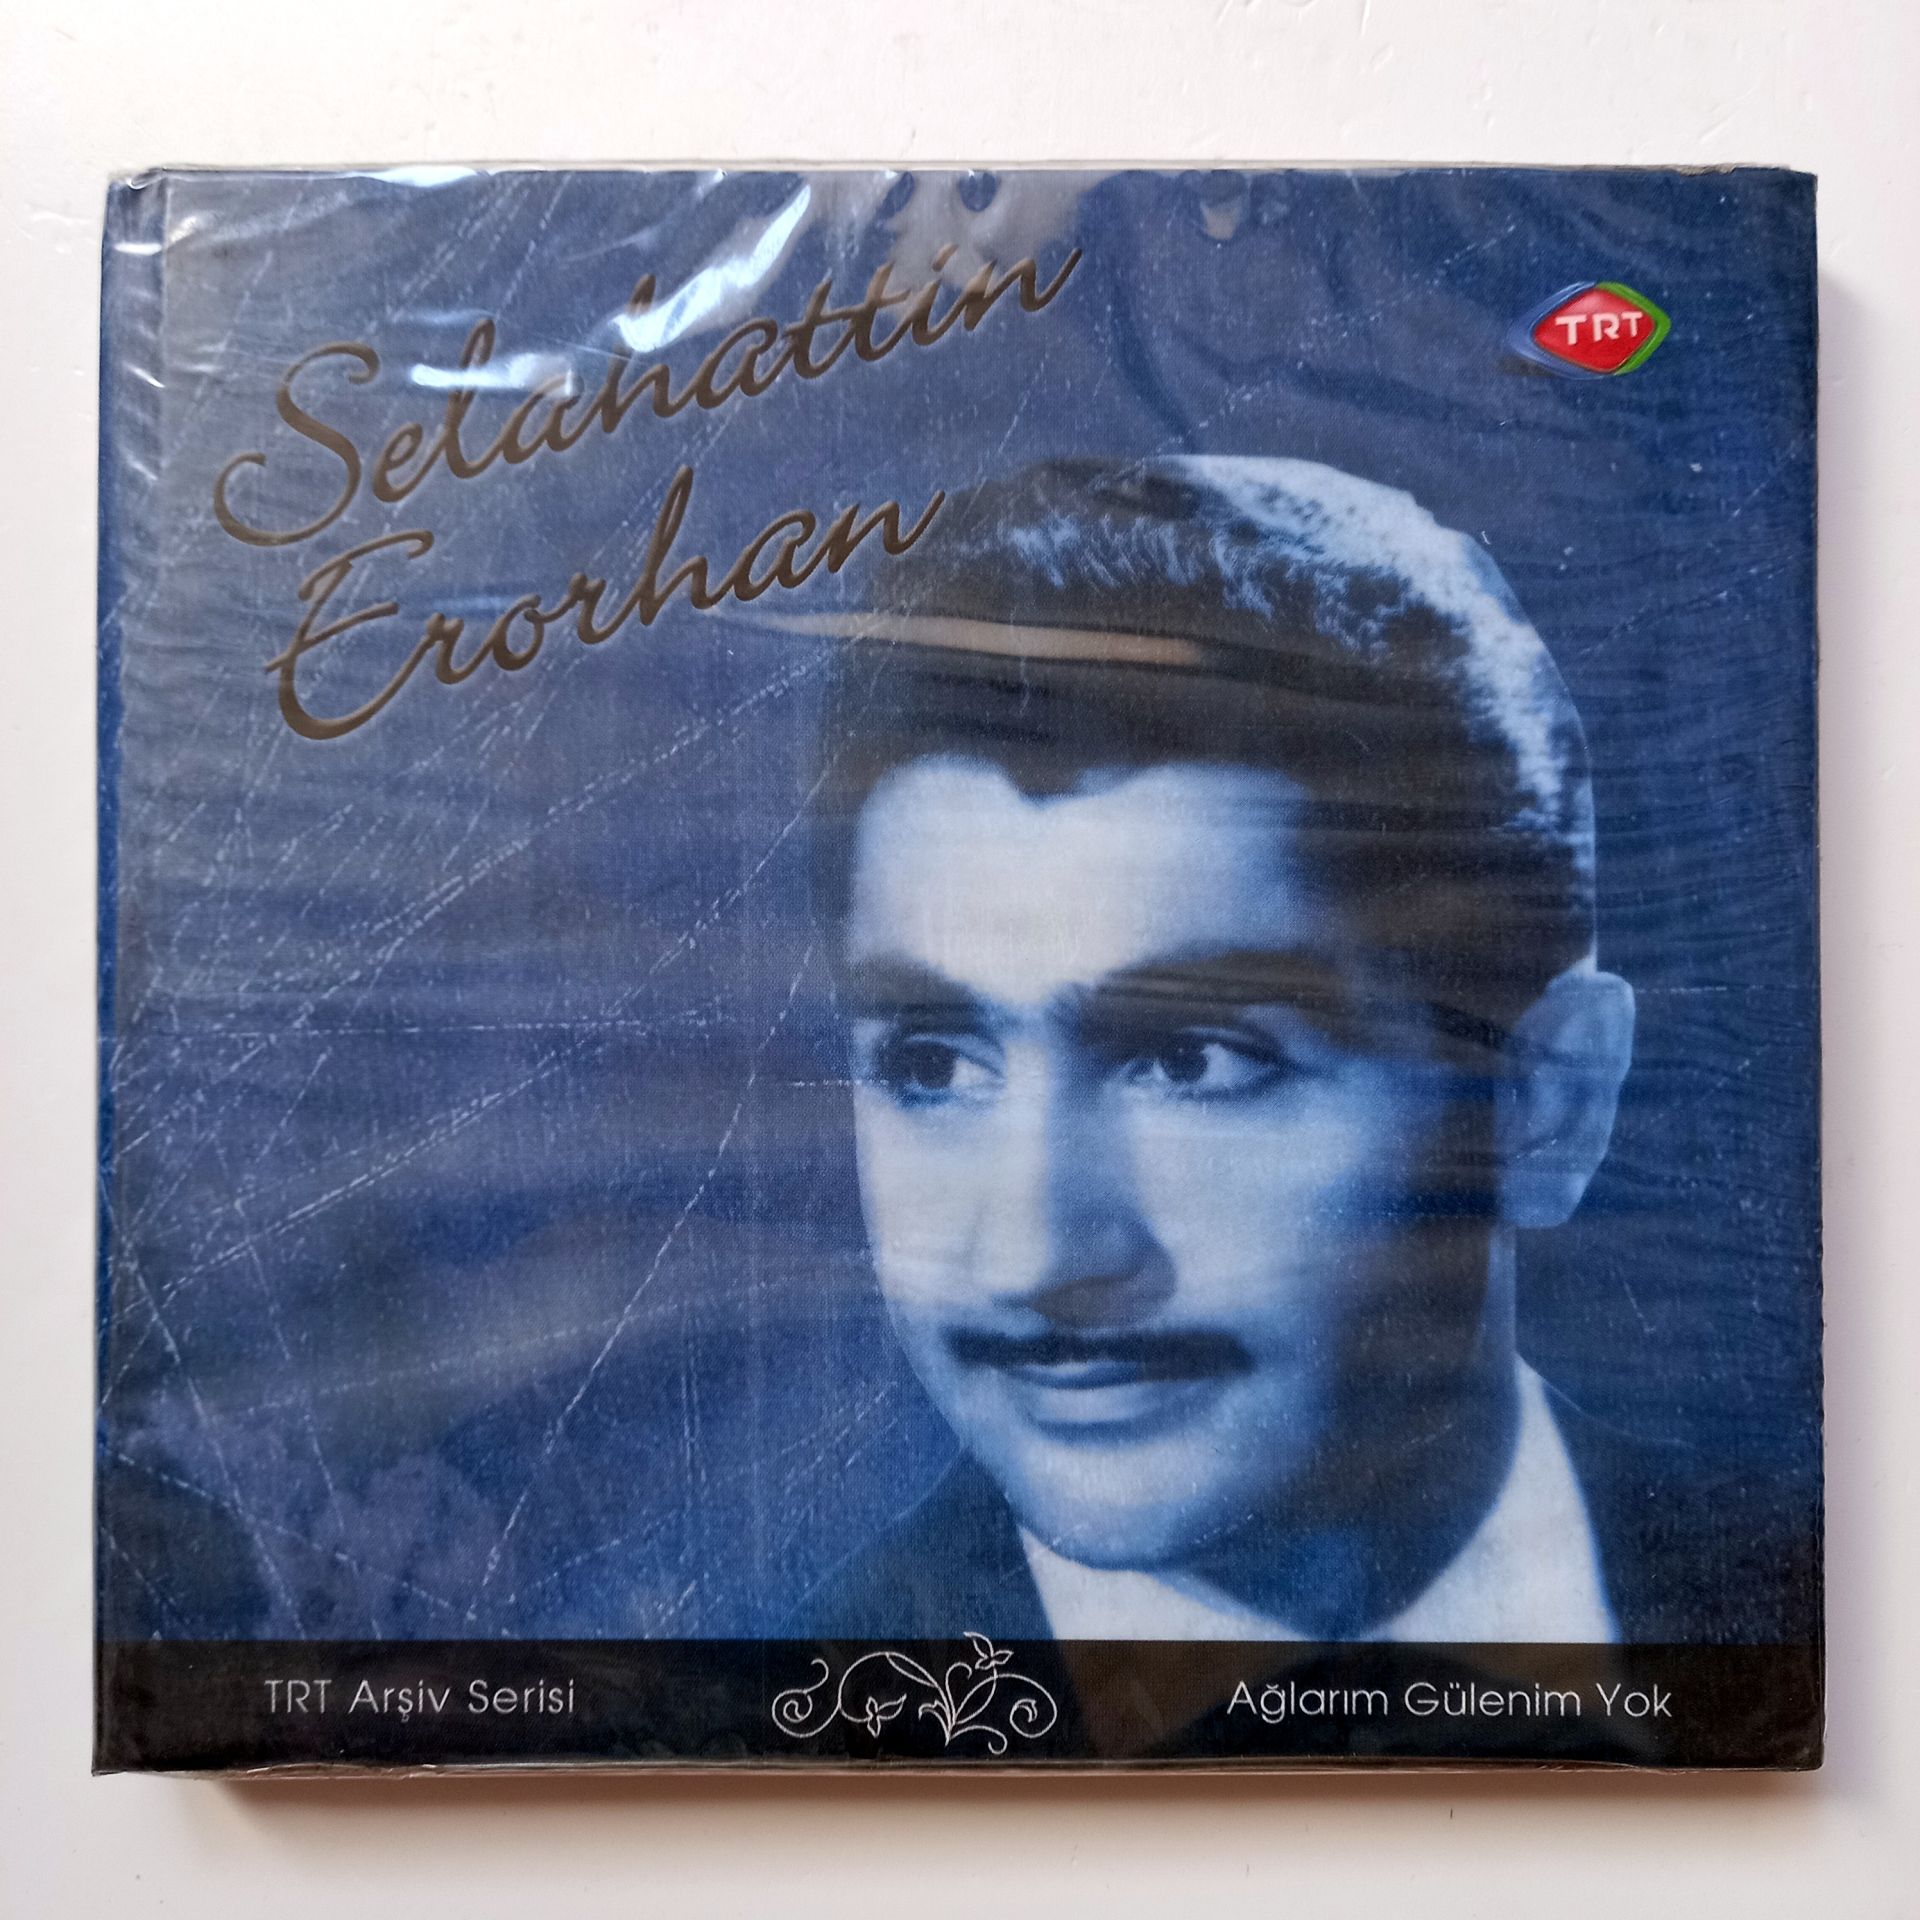 Selahattin
Erorhan
TRT
TRT Arşiv Serisi
Ağlarım Gülenim Yok